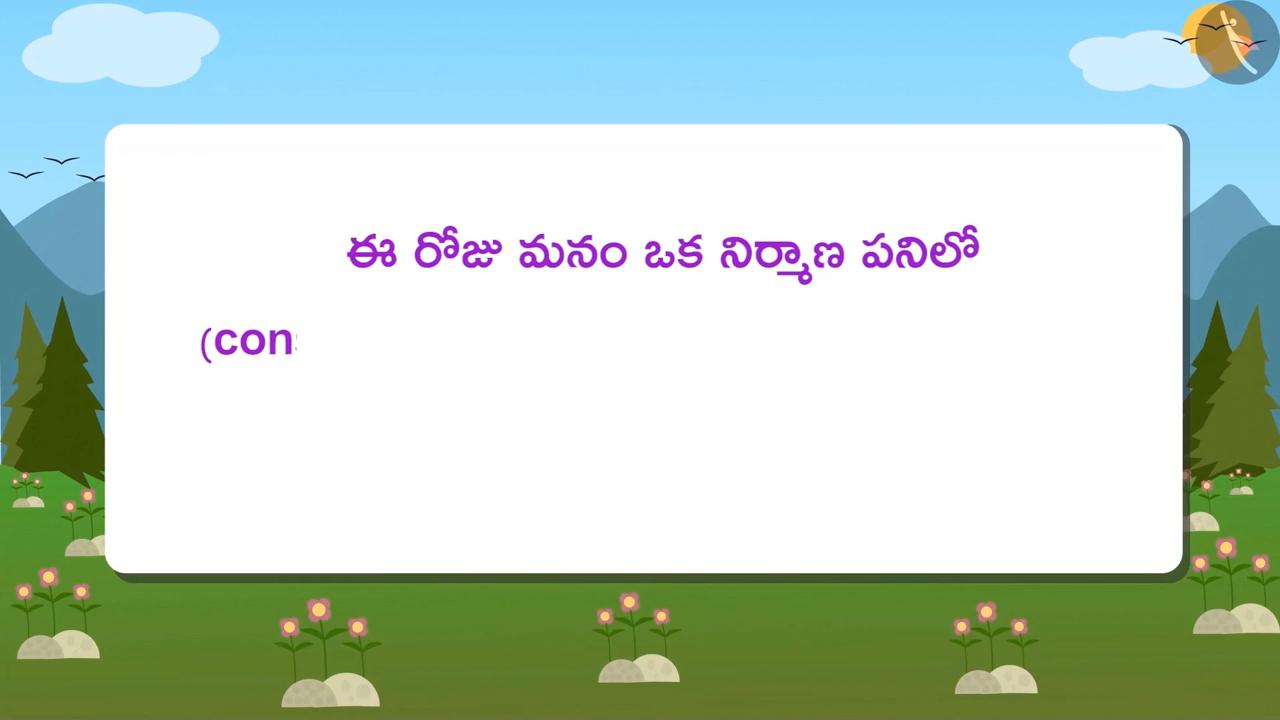 ఈ రోజు మనం ఒక నిర్మాణ పనిలో
(con